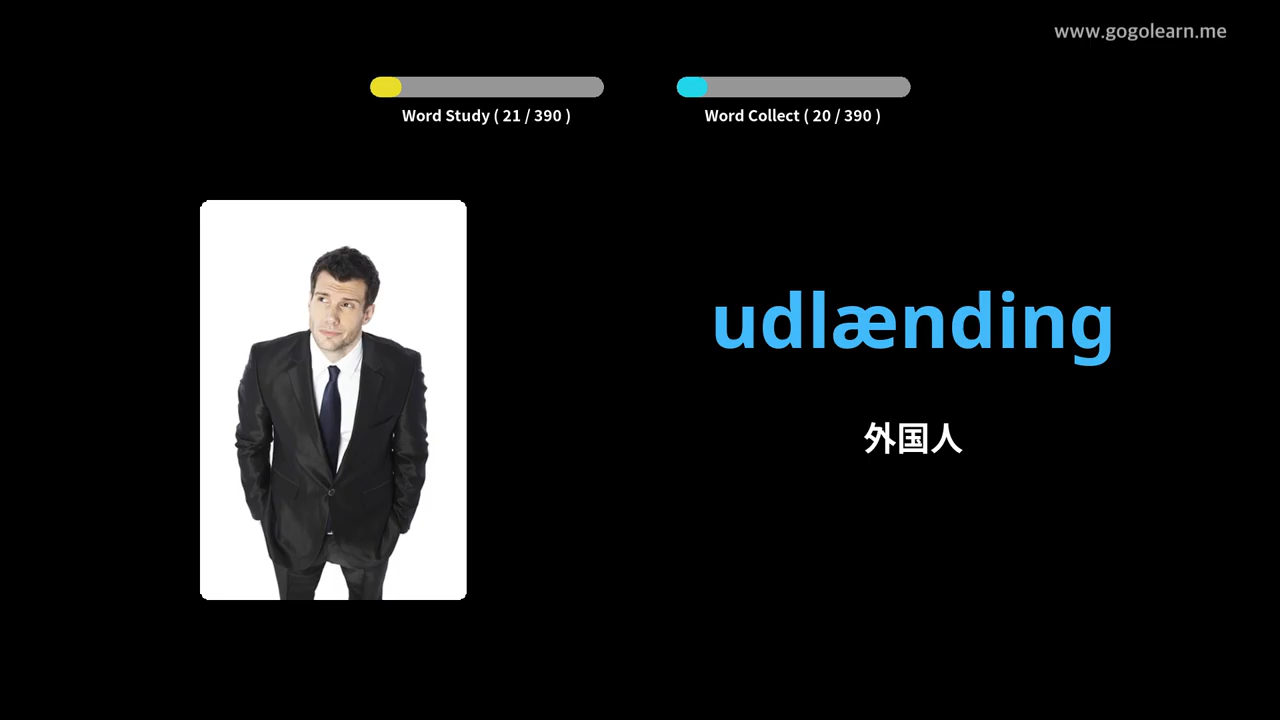 www.gogolearn.me
Word Study ( 21 / 390 )
Word Collect ( 20 / 390 )
udlænding
外国人